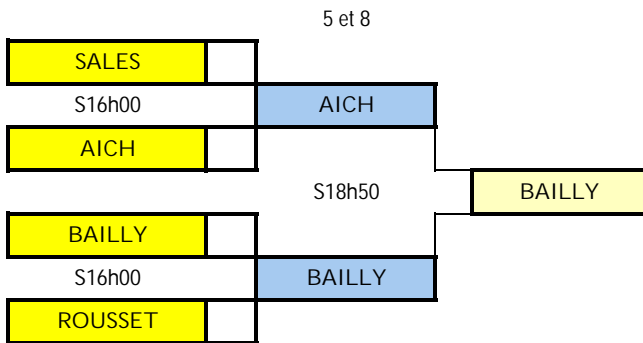 5 et 8
SALES
S16h00
AICH
AICH
S18h50
BAILLY
BAILLY
S16h00
BAILLY
ROUSSET